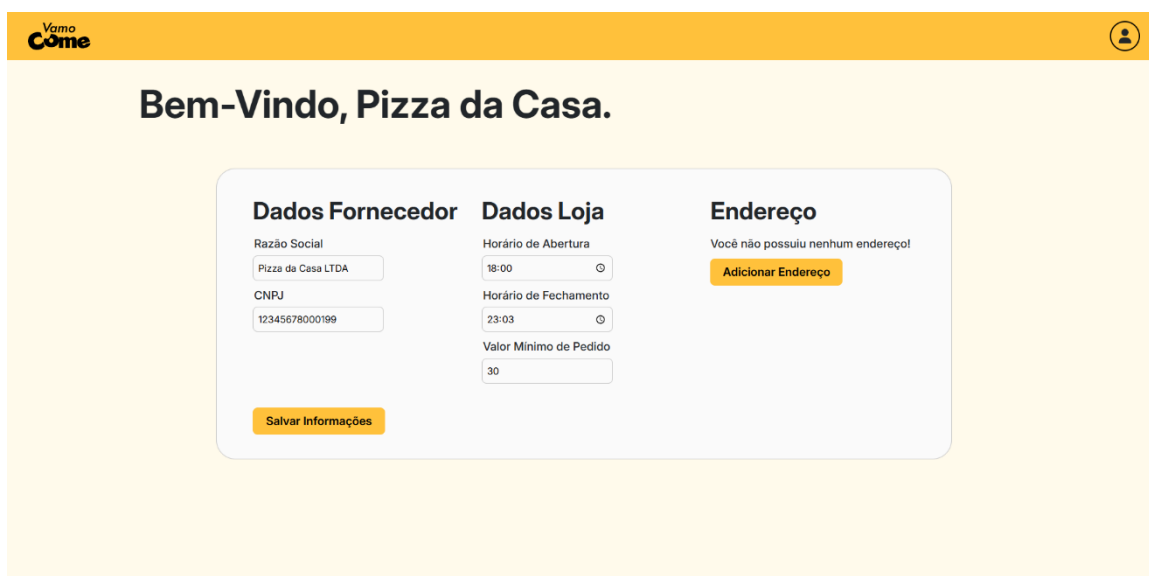 Vamo
Come
Bem-Vindo, Pizza da Casa.
Dados Fornecedor
Razão Social
Pizza da Casa LTDA
CNPJ
12345678000199
Salvar Informações
Dados Loja
Horário de Abertura
18:00
Horário de Fechamento
23:03
Valor Mínimo de Pedido
30
Endereço
Você não possuiu nenhum endereço!
Adicionar Endereço